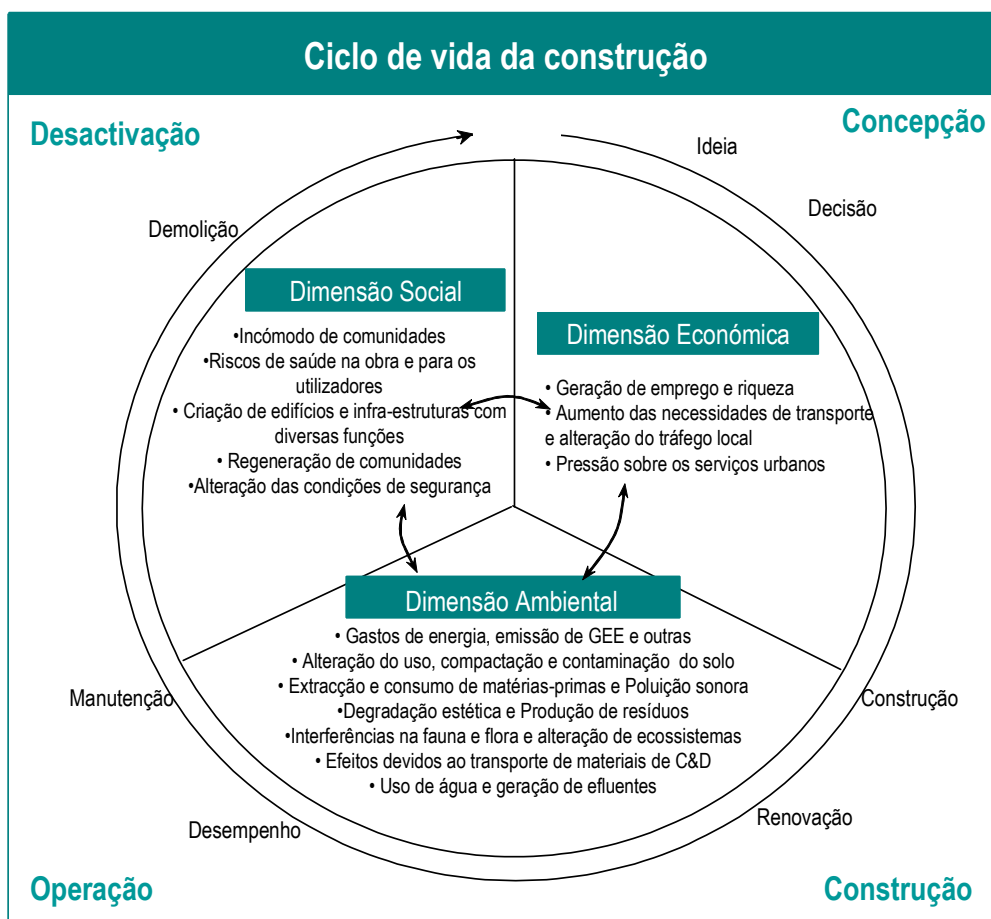 Ciclo de vida da construção
Desactivação
Concepção
Ideia
Decisão
Demolição
Dimensão Social
•Incómodo de comunidades
•Riscos de saúde na obra e para os
utilizadores
• Criação de edifícios e infra-estruturas com
diversas funções
• Regeneração de comunidades
•Alteração das condições de segurança
Dimensão Económica
• Geração de emprego e riqueza
• Aumento das necessidades de transporte
e alteração do tráfego local
• Pressão sobre os serviços urbanos
Dimensão Ambiental
• Gastos de energia, emissão de GEE e outras
• Alteração do uso, compactação e contaminação do solo
• Extracção e consumo de matérias-primas e Poluição sonora
•Degradação estética e Produção de resíduos
•Interferências na fauna e flora e alteração de ecossistemas
• Efeitos devidos ao transporte de materiais de C&D
• Uso de água e geração de efluentes
Manutenção
Construção
Desempenho
Renovação
Operação
Construção